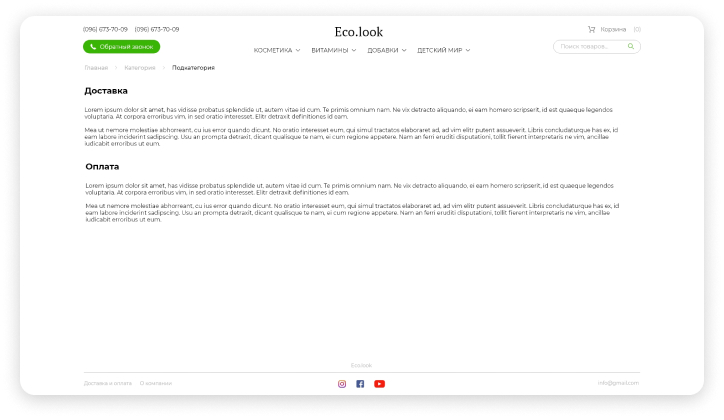 (096) 673-70-09 (096) 673-70-09
Eco.look
Корзина (0)
Обратный звонок
КОСМЕТИКА ВИТАМИНЫ ДОБАВКИ ДЕТСКИЙ МИР
Поиск товаров...
Главная Категория Подкатегория
Доставка
Lorem ipsum dolor sit amet, has vidisse probatus splendide ut, autem vitae id cum. Te primis omnium nam. Ne vix detracto aliquando, ei eam homero scripserit, id est quaeque legendos
voluptaria. At corpora erroribus vim, in sed oratio interesset. Elitr detraxit definitiones id eam.
Mea ut nemore molestiae abhorreant, cu ius error quando dicunt. No oratio interesset eum, qui simul tractatos elaboraret ad, ad vim elitr putent assueverit. Libris concludaturque has id, ei
eam labore inciderint sadipscing. Usu an prompta detraxit, dicant qualisque te nam, ei cum regione appetere. Nam an ferri eruditi disputationi, tollit fierent interpretaris ne vim, ancillae
iudicabit erroribus ut eum.
Оплата
Lorem ipsum dolor sit amet, has vidisse probatus splendide ut, autem vitae id cum. Te primis omnium nam. Ne vix detracto aliquando, ei eam homero scripserit, id est quaeque legendos
voluptaria. At corpora erroribus vim, in sed oratio interesset. Elitr detraxit definitiones id eam.
Mea ut nemore molestiae abhorreant, cu ius error quando dicunt. No oratio interesset eum, qui simul tractatos elaboraret ad, ad vim elitr putent assueverit. Libris concludaturque has id, ei
eam labore inciderint sadipscing. Usu an prompta detraxit, dicant qualisque te nam, ei cum regione appetere. Nam an ferri eruditi disputationi, tollit fierent interpretaris ne vim, ancillae
iudicabit erroribus ut eum.
Eco.look
Доставка и оплата О компании
info@gmail.com